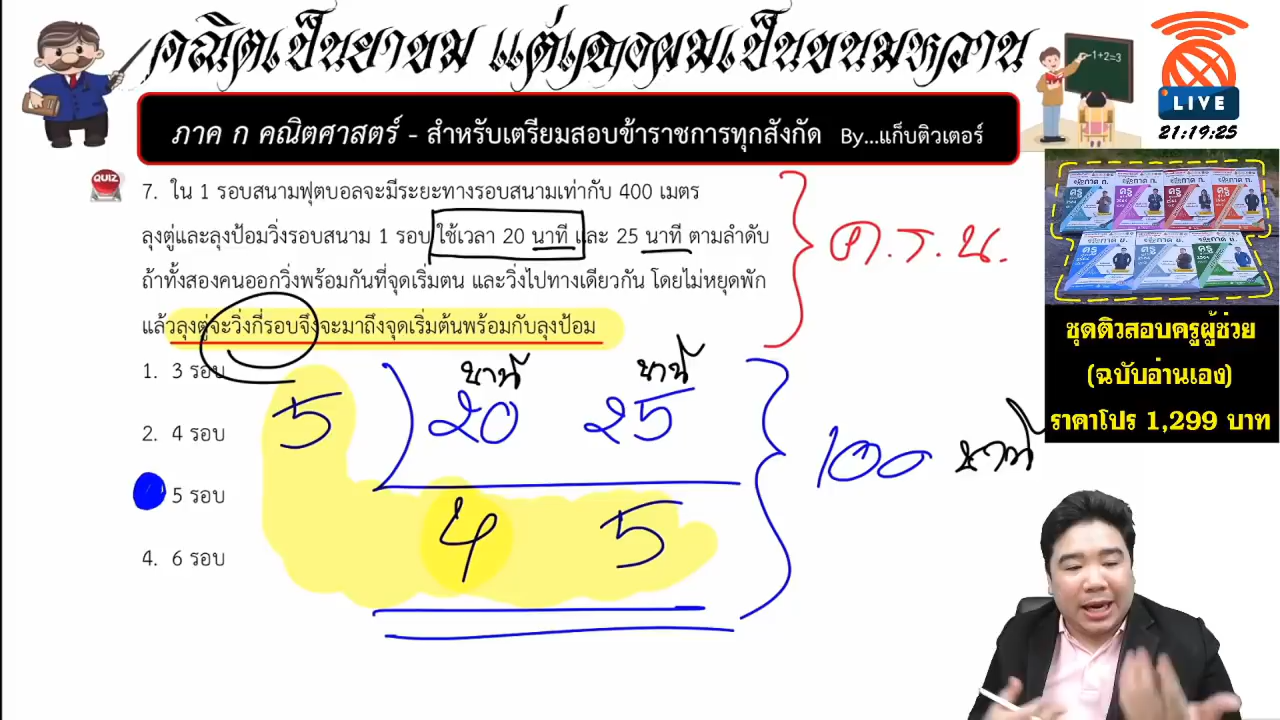 คณิตเป็นยาขม แต่เจอผมเป็นขนมหวาน
-1+2=3
LIVE
21:19:25
ภาค ก คณิตศาสตร์ - สำหรับเตรียมสอบข้าราชการทุกสังกัด By...แก็บติวเตอร์
QUIZ
7. ใน 1 รอบสนามฟุตบอลจะมีระยะทางรอบสนามเท่ากับ 400 เมตร
ลุงตู่และลุงป้อมวิ่งรอบสนาม 1 รอบ ใช้เวลา 20 นาที และ 25 นาที ตามลำดับ
ถ้าทั้งสองคนออกวิ่งพร้อมกันที่จุดเริ่มตน และวิ่งไปทางเดียวกัน โดยไม่หยุดพัก
แล้วลุงตู่จะวิ่งกี่รอบจึงจะมาถึงจุดเริ่มต้นพร้อมกับลุงป้อม
ค.ร.น.
1. 3 รอบ
2. 4 รอบ
5 รอบ
4. 6 รอบ
นาที นาที
5 20 25
4 5
100 นาที
ชุดติวสอบครูผู้ช่วย
(ฉบับอ่านเอง)
ราคาโปร 1,299 บาท